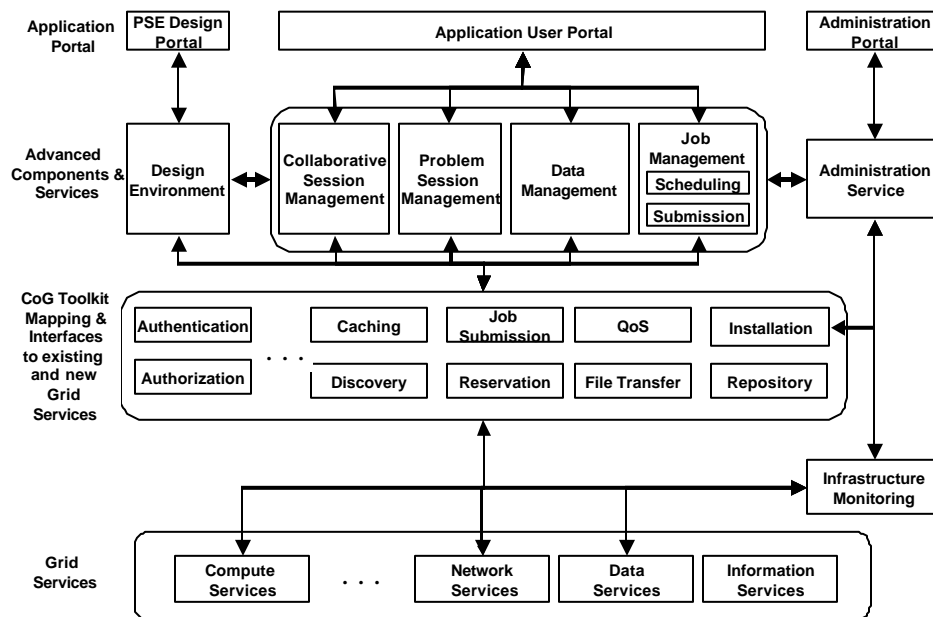 Application
Portal
PSE Design
Portal
Application User Portal
Administration
Portal
Advanced
Components &
Services
Design
Environment
Collaborative
Session
Management
Problem
Session
Management
Data
Management
Job
Management
Scheduling
Submission
Administration
Service
CoG Toolkit
Mapping &
Interfaces
to existing
and new
Grid
Services
Authentication
Caching
Job
Submission
QoS
Installation
. . .
Authorization
Discovery
Reservation
File Transfer
Repository
Infrastructure
Monitoring
Grid
Services
Compute
Services
. . .
Network
Services
Data
Services
Information
Services